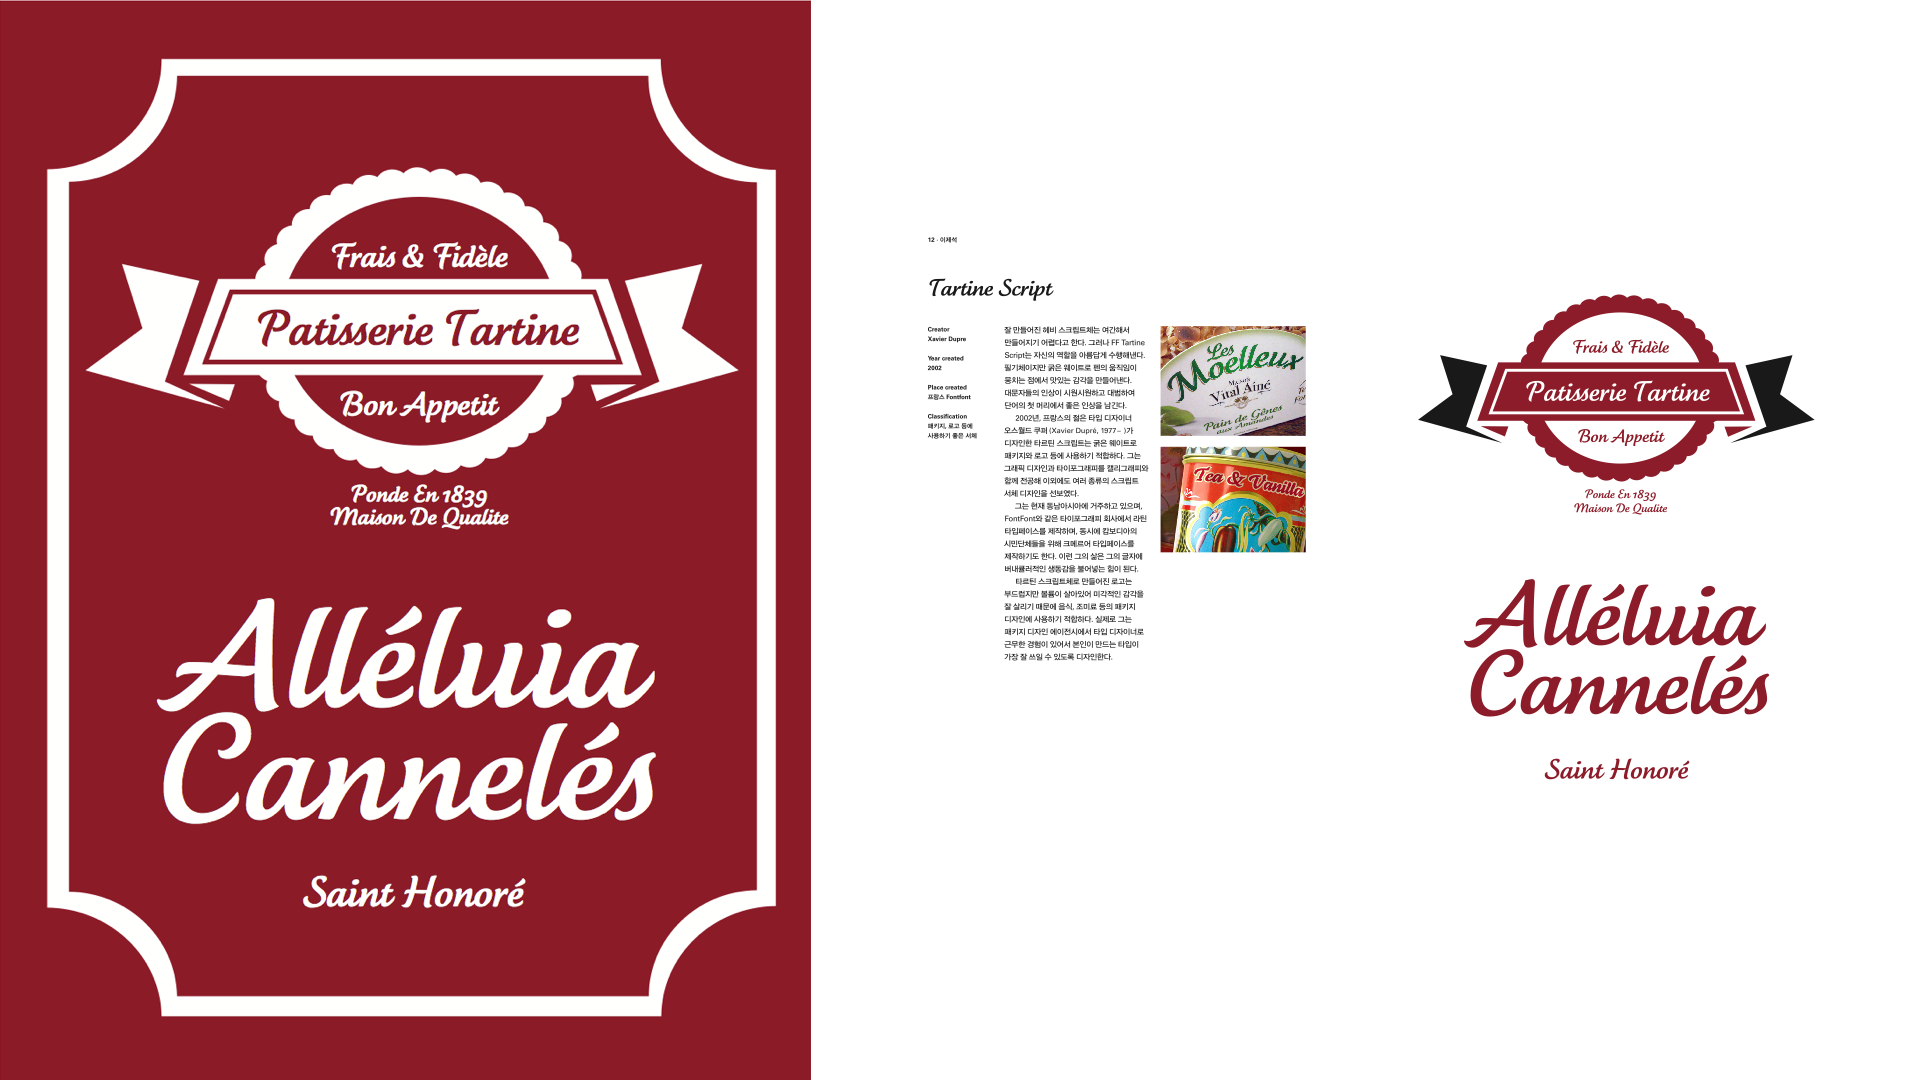 Frais & Fidèle
Patisserie Tartine
Bon Appetit
Ponde En 1839
Maison De Qualite
Alléluia
Cannelés
Saint Honoré
12 · 이제석
Tartine Script
Creator
Xavier Dupre
Year created
2002
Place created
프랑스 Fontfont
Classification
패키지, 로고 등에
사용하기 좋은 서체
잘 만들어진 헤비 스크립트체는 여간해서
만들어지기 어렵다고 한다. 그러나 FF Tartine
Script는 자신의 역할을 아름답게 수행해낸다.
필기체이지만 굵은 웨이트로 펜의 움직임이
뭉치는 점에서 맛있는 감각을 만들어낸다.
대문자들의 인상이 시원시원하고 대범하여
단어의 첫 머리에서 좋은 인상을 남긴다.
2002년, 프랑스의 젊은 타입 디자이너
오스월드 쿠퍼 (Xavier Dupré, 1977– )가
디자인한 타르틴 스크립트는 굵은 웨이트로
패키지와 로고 등에 사용하기 적합하다. 그는
그래픽 디자인과 타이포그래피를 캘리그래피와
함께 전공해 이외에도 여러 종류의 스크립트
서체 디자인을 선보였다.
그는 현재 동남아시아에 거주하고 있으며,
FontFont와 같은 타이포그래피 회사에서 라틴
타입페이스를 제작하며, 동시에 캄보디아의
시민단체들을 위해 크메르어 타입페이스를
제작하기도 한다. 이런 그의 삶은 그의 글자에
버내큘러적인 생동감을 불어넣는 힘이 된다.
타르틴 스크립트체로 만들어진 로고는
부드럽지만 볼륨이 살아있어 미각적인 감각을
잘 살리기 때문에 음식, 조미료 등의 패키지
디자인에 사용하기 적합하다. 실제로 그는
패키지 디자인 에이전시에서 타입 디자이너로
근무한 경험이 있어서 본인이 만드는 타입이
가장 잘 쓰일 수 있도록 디자인한다.
Les
Moelleux
Maison
Vital Ainé
Pain de Gênes
aux Amandes
Tea & Vanilla
Frais & Fidèle
Patisserie Tartine
Bon Appetit
Ponde En 1839
Maison De Qualite
Alléluia
Cannelés
Saint Honoré